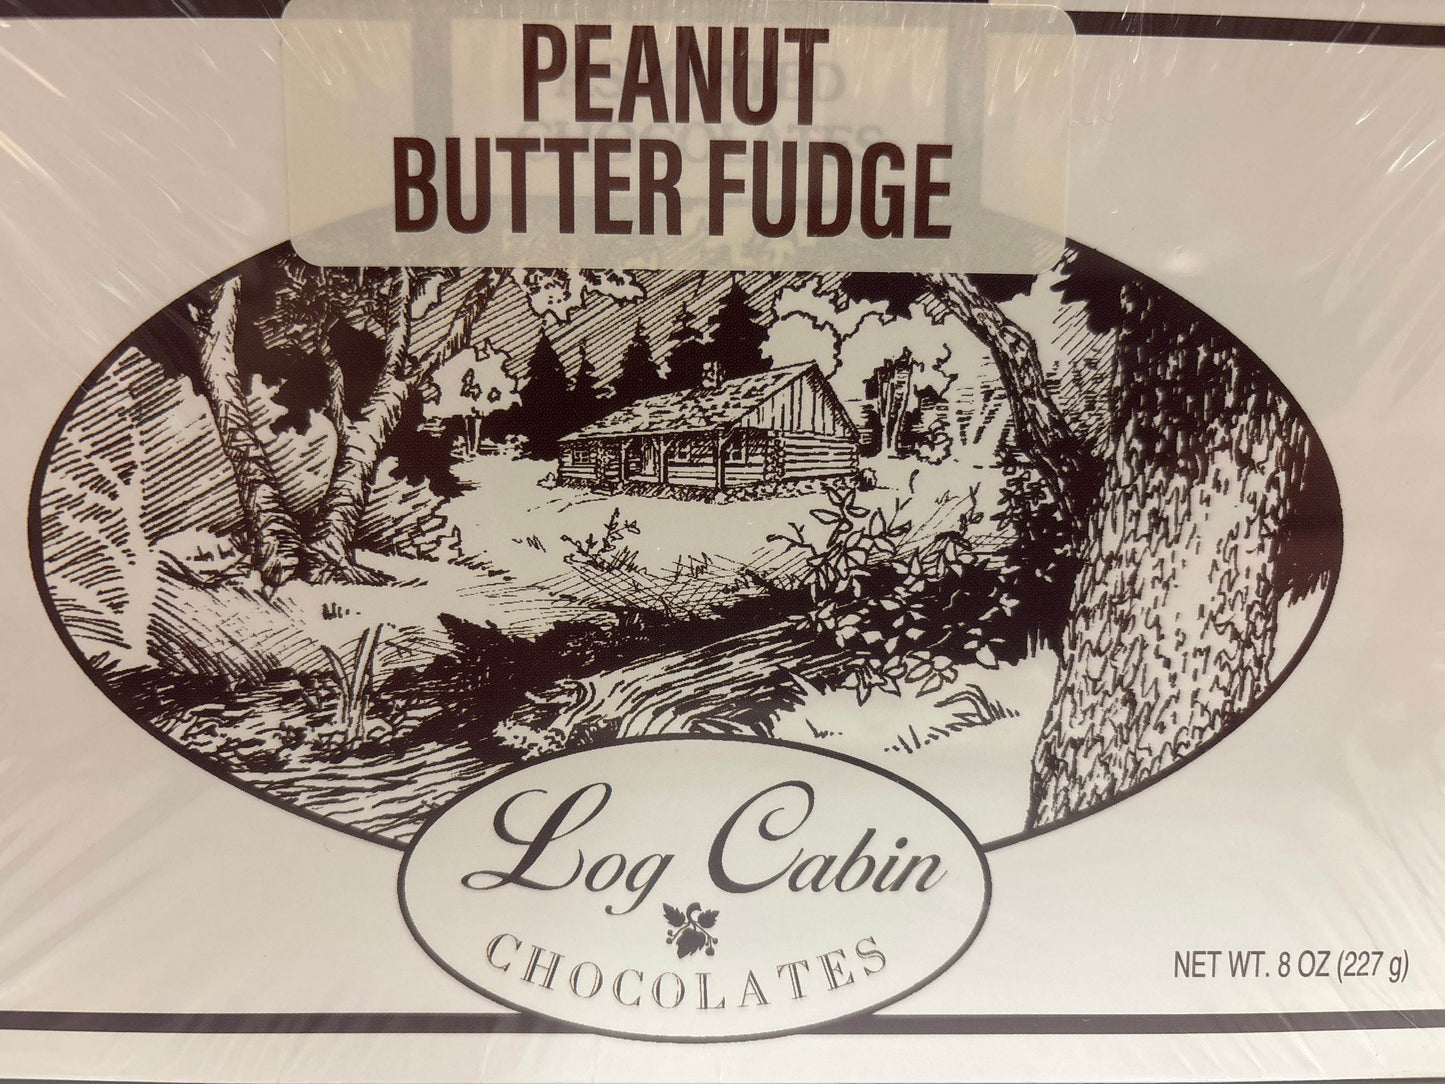 PEANUT
BUTTER FUDGE
Log Cabin
CHOCOLATES
NET WT. 8 OZ (227 g)